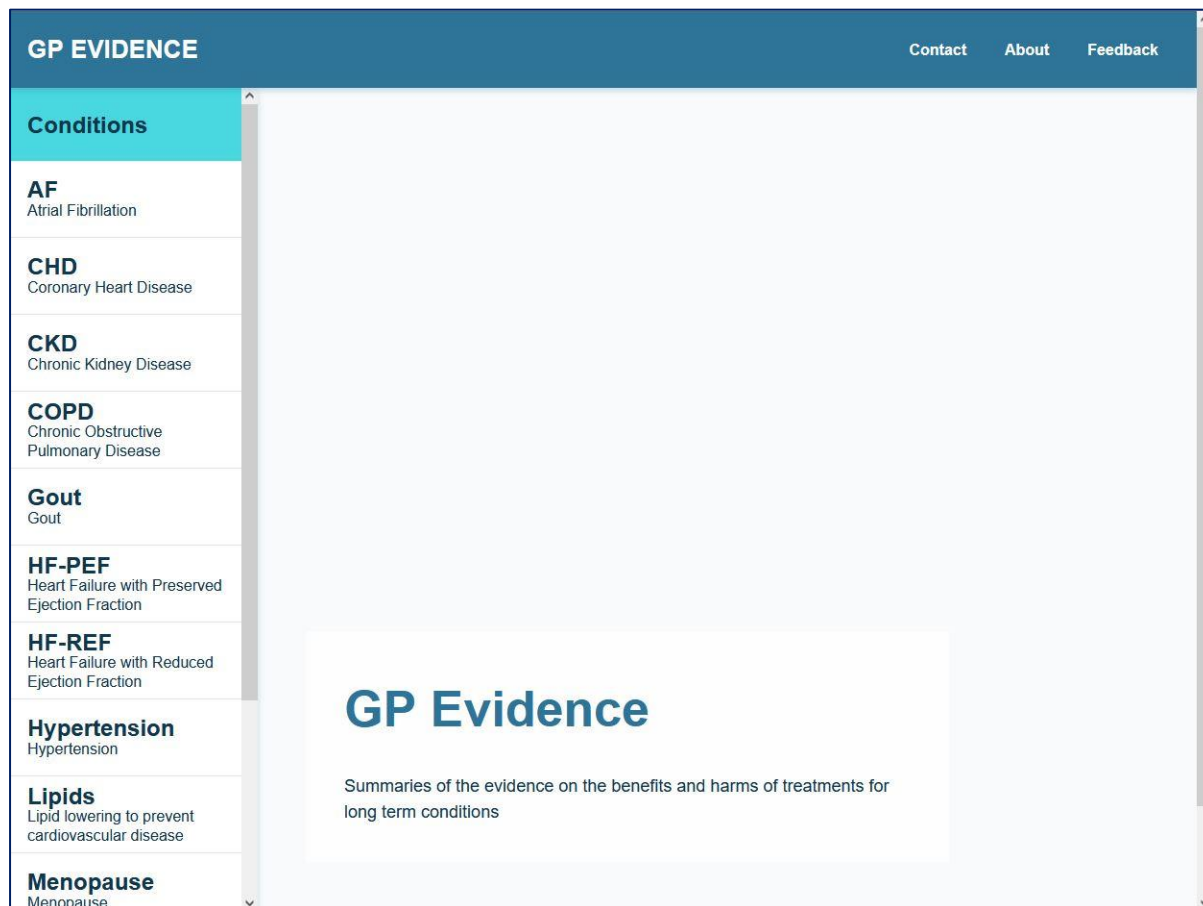 GP EVIDENCE
Contact About Feedback
Conditions
AF
Atrial Fibrillation
CHD
Coronary Heart Disease
CKD
Chronic Kidney Disease
COPD
Chronic Obstructive
Pulmonary Disease
Gout
Gout
HF-PEF
Heart Failure with Preserved
Ejection Fraction
HF-REF
Heart Failure with Reduced
Ejection Fraction
Hypertension
Hypertension
Lipids
Lipid lowering to prevent
cardiovascular disease
Menopause
Menopause
GP Evidence
Summaries of the evidence on the benefits and harms of treatments for
long term conditions